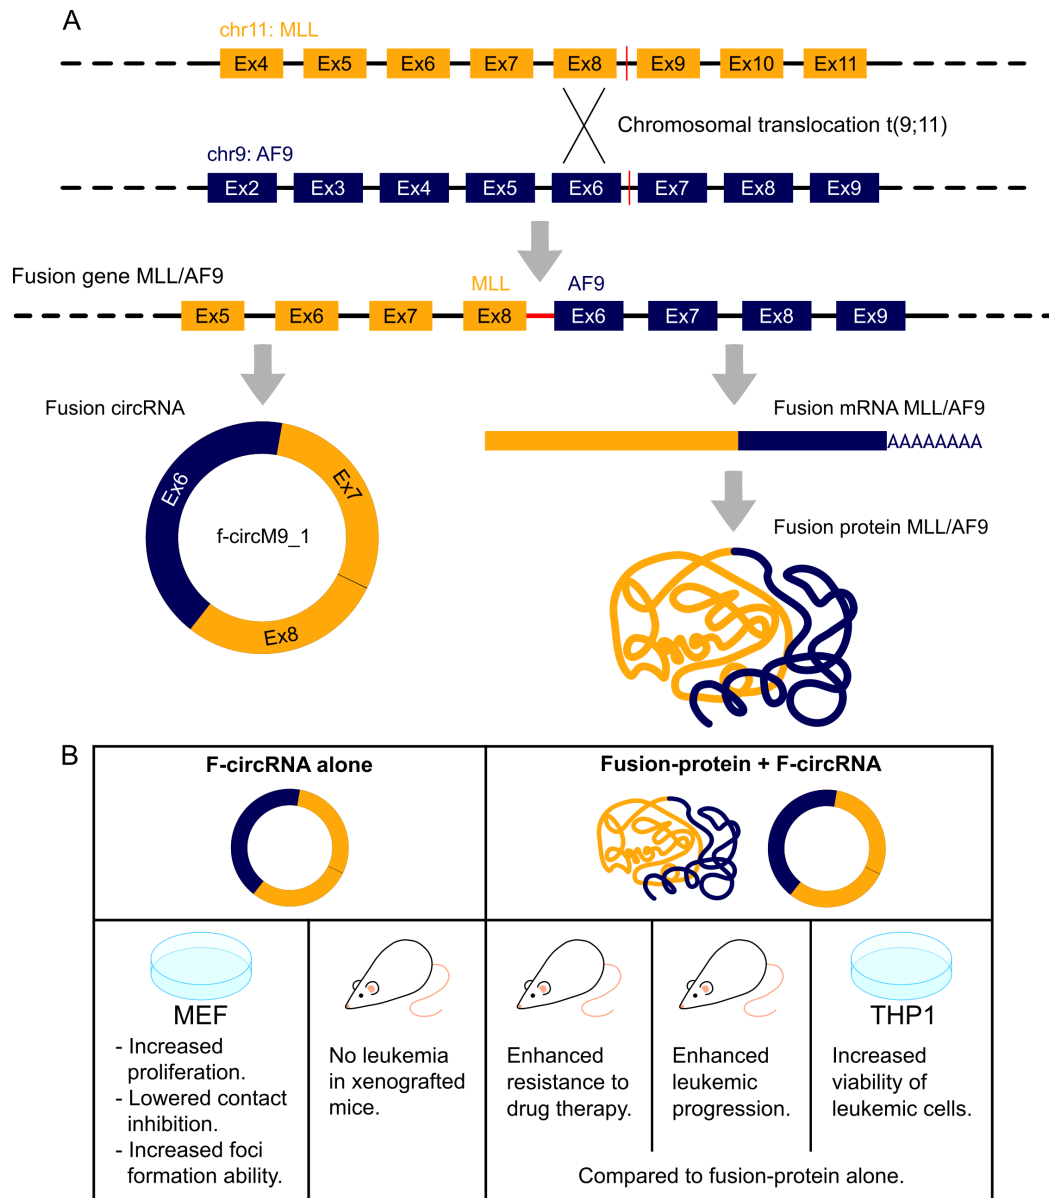 A
chr11: MLL
Ex4 Ex5 Ex6 Ex7 Ex8 Ex9 Ex10 Ex11
Chromosomal translocation t(9;11)
chr9: AF9
Ex2 Ex3 Ex4 Ex5 Ex6 Ex7 Ex8 Ex9
Fusion gene MLL/AF9
MLL AF9
Ex5 Ex6 Ex7 Ex8 Ex6 Ex7 Ex8 Ex9
Fusion circRNA
Ex6
Ex7
f-circM9_1
Ex8
Fusion mRNA MLL/AF9
AAAAAAAA
Fusion protein MLL/AF9
B
F-circRNA alone
Fusion-protein + F-circRNA
MEF
- Increased
proliferation.
- Lowered contact
inhibition.
- Increased foci
formation ability.
No leukemia
in xenografted
mice.
Enhanced
resistance to
drug therapy.
Enhanced
leukemic
progression.
THP1
Increased
viability of
leukemic cells.
Compared to fusion-protein alone.